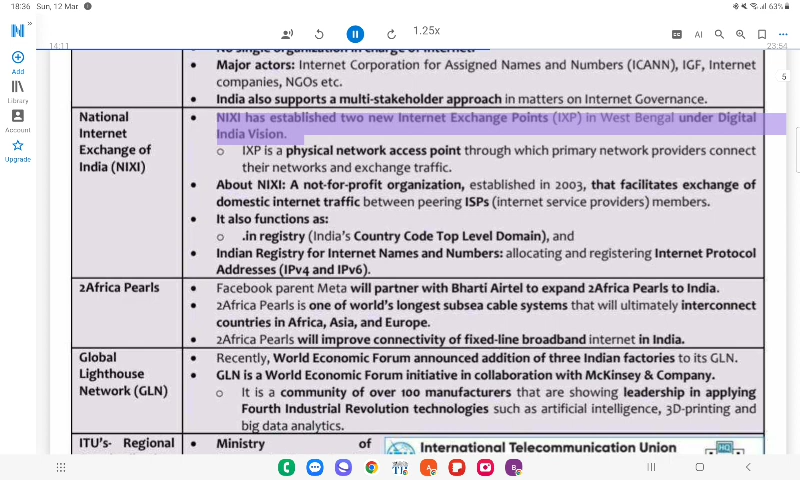 18:36 Sun, 12 Mar
63%
1.25x
14:11
23:54
AI
N
Add
Library
Account
Upgrade
5
No single organization in charge of internet.
• Major actors: Internet Corporation for Assigned Names and Numbers (ICANN), IGF, Internet
companies, NGOs etc.
• India also supports a multi-stakeholder approach in matters on Internet Governance.
National
Internet
Exchange of
India (NIXI)
• NIXI has established two new Internet Exchange Points (IXP) in West Bengal under Digital
India Vision.
o IXP is a physical network access point through which primary network providers connect
their networks and exchange traffic.
• About NIXI: A not-for-profit organization, established in 2003, that facilitates exchange of
domestic internet traffic between peering ISPs (internet service providers) members.
• It also functions as:
o .in registry (India's Country Code Top Level Domain), and
• Indian Registry for Internet Names and Numbers: allocating and registering Internet Protocol
Addresses (IPv4 and IPv6).
2Africa Pearls
• Facebook parent Meta will partner with Bharti Airtel to expand 2Africa Pearls to India.
• 2Africa Pearls is one of world's longest subsea cable systems that will ultimately interconnect
countries in Africa, Asia, and Europe.
• 2Africa Pearls will improve connectivity of fixed-line broadband internet in India.
Global
Lighthouse
Network (GLN)
• Recently, World Economic Forum announced addition of three Indian factories to its GLN.
• GLN is a World Economic Forum initiative in collaboration with McKinsey & Company.
o It is a community of over 100 manufacturers that are showing leadership in applying
Fourth Industrial Revolution technologies such as artificial intelligence, 3D-printing and
big data analytics.
ITU's- Regional
• Ministry of
International Telecommunication Union
HQ